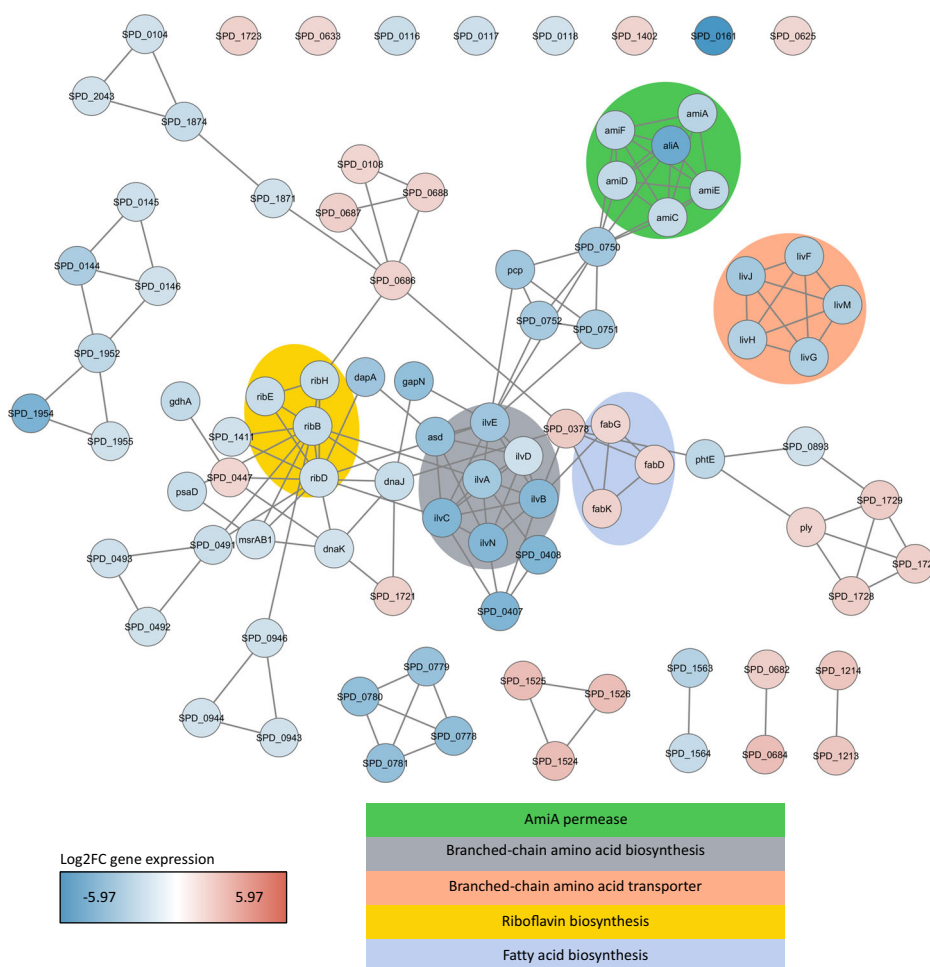 SPD_0104
SPD_1723
SPD_0633
SPD_0116
SPD_0117
SPD_0118
SPD_1402
SPD_0161
SPD_0625
SPD_2043
SPD_1874
amiF
amiA
aliA
amiD
amiE
amiC
SPD_0108
SPD_0688
SPD_0687
SPD_1871
SPD_0145
SPD_0144
SPD_0146
SPD_0686
SPD_0750
pcp
SPD_0752
SPD_0751
livF
livJ
livM
livH
livG
SPD_1952
SPD_1954
SPD_1955
gdhA
ribH
ribE
ribB
ribD
dapA
gapN
SPD_1411
SPD_0447
psaD
asd
dnaJ
ilvE
ilvD
ilvA
ilvB
ilvC
ilvN
SPD_0378
fabG
fabD
fabK
phtE
SPD_0893
SPD_1729
ply
SPD_172
SPD_1728
SPD_0493
SPD_0491
msrAB1
dnaK
SPD_0408
SPD_0407
SPD_1721
SPD_0492
SPD_0946
SPD_0944
SPD_0943
SPD_0779
SPD_0780
SPD_0778
SPD_0781
SPD_1525
SPD_1526
SPD_1524
SPD_1563
SPD_1564
SPD_0682
SPD_0684
SPD_1214
SPD_1213
Log2FC gene expression
-5.97 5.97
AmiA permease
Branched-chain amino acid biosynthesis
Branched-chain amino acid transporter
Riboflavin biosynthesis
Fatty acid biosynthesis